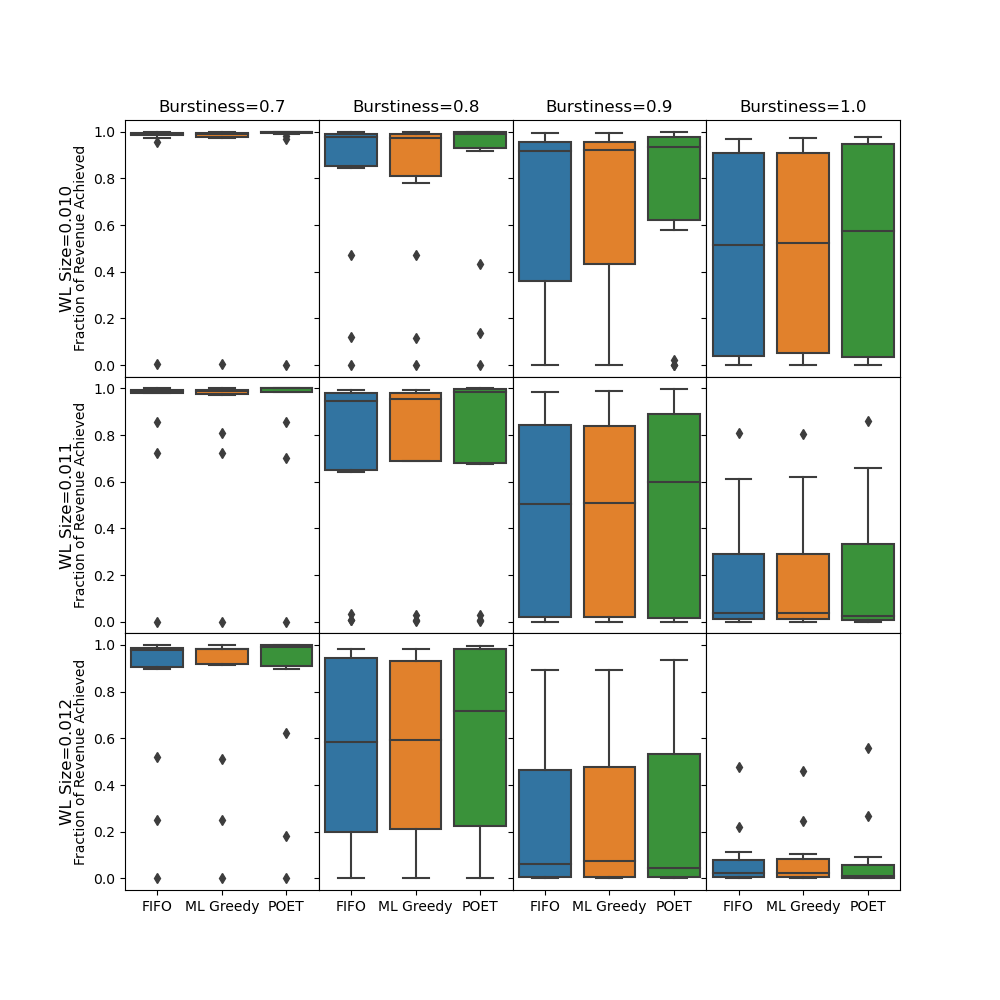 Burstiness=0.7 Burstiness=0.8 Burstiness=0.9 Burstiness=1.0
WL Size=0.010
Fraction of Revenue Achieved
1.0
0.8
0.6
0.4
0.2
0.0
WL Size=0.011
Fraction of Revenue Achieved
1.0
0.8
0.6
0.4
0.2
0.0
WL Size=0.012
Fraction of Revenue Achieved
1.0
0.8
0.6
0.4
0.2
0.0
FIFO ML Greedy POET FIFO ML Greedy POET FIFO ML Greedy POET FIFO ML Greedy POET